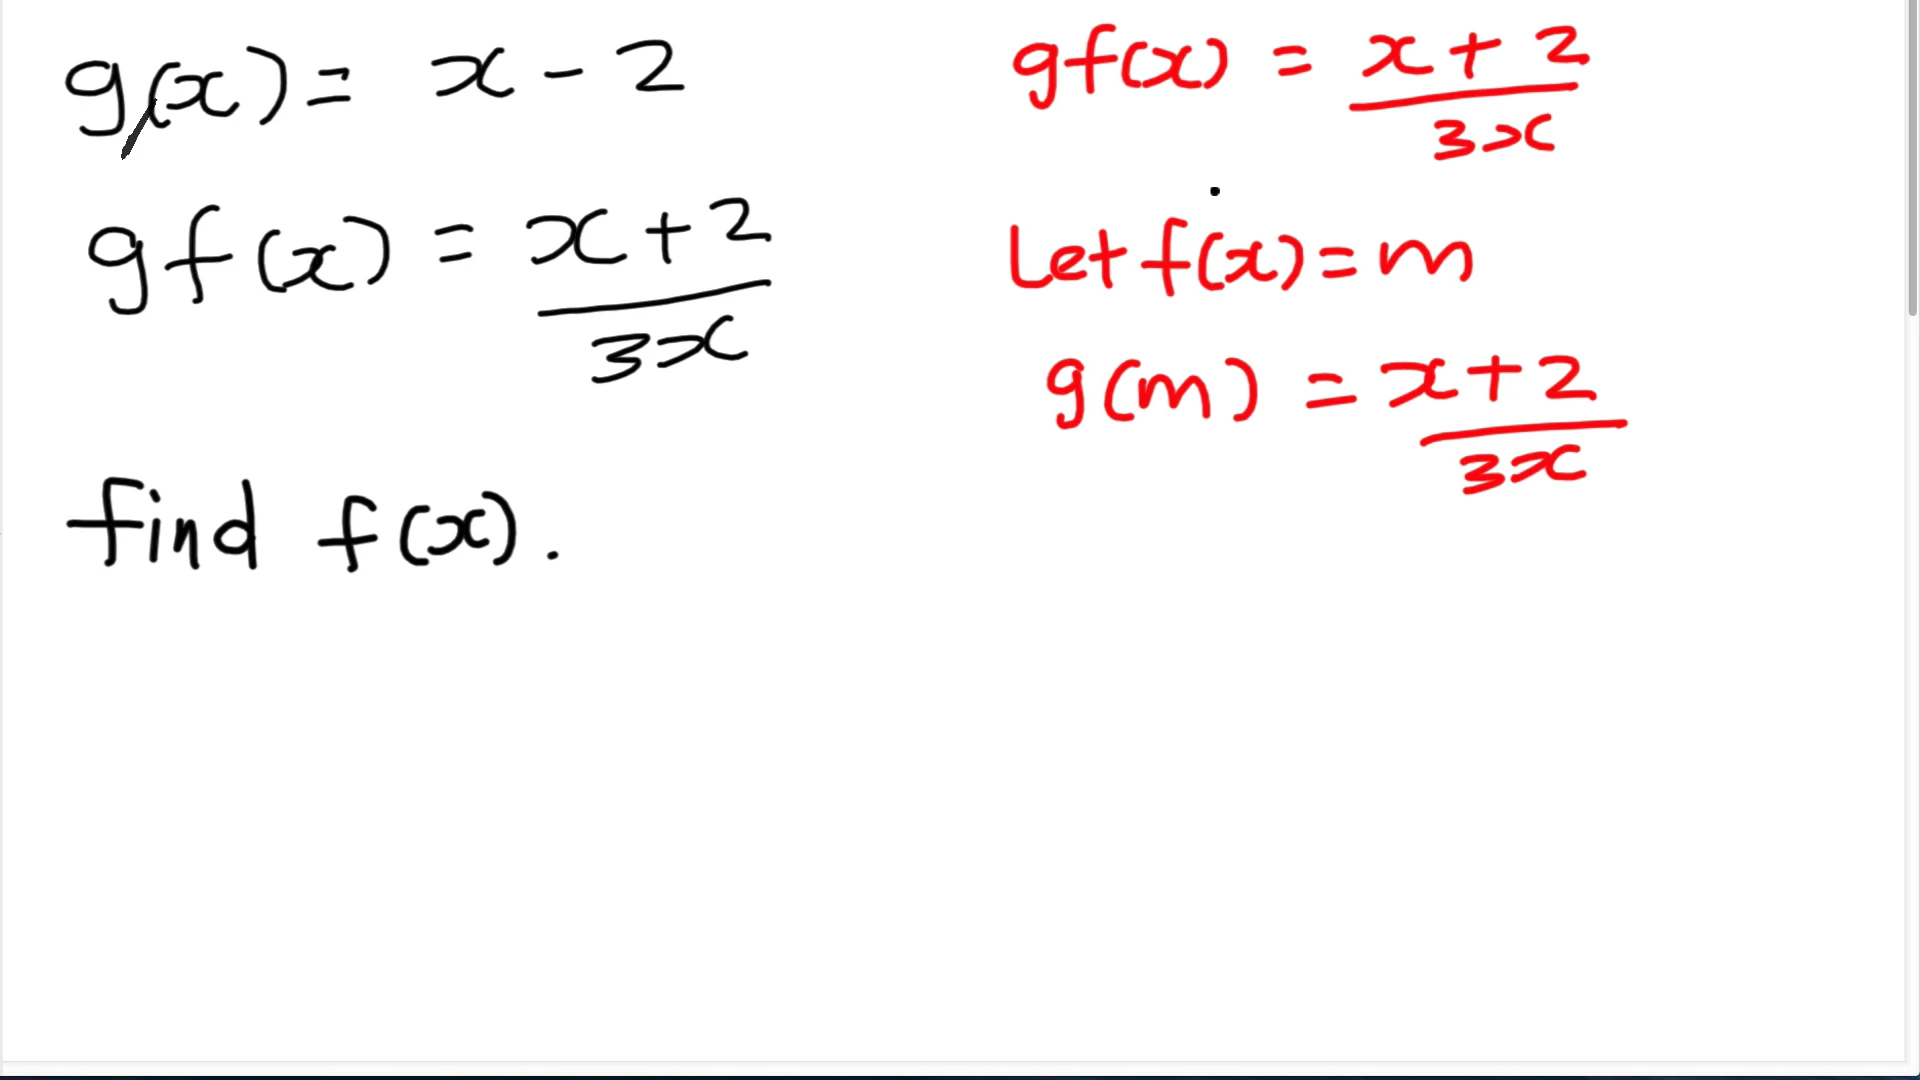 g(x) = x - 2
gf(x) = x + 2
3x
find f(x).
gf(x) = x + 2
3x
Let f(x) = m
g(m) = x + 2
3x